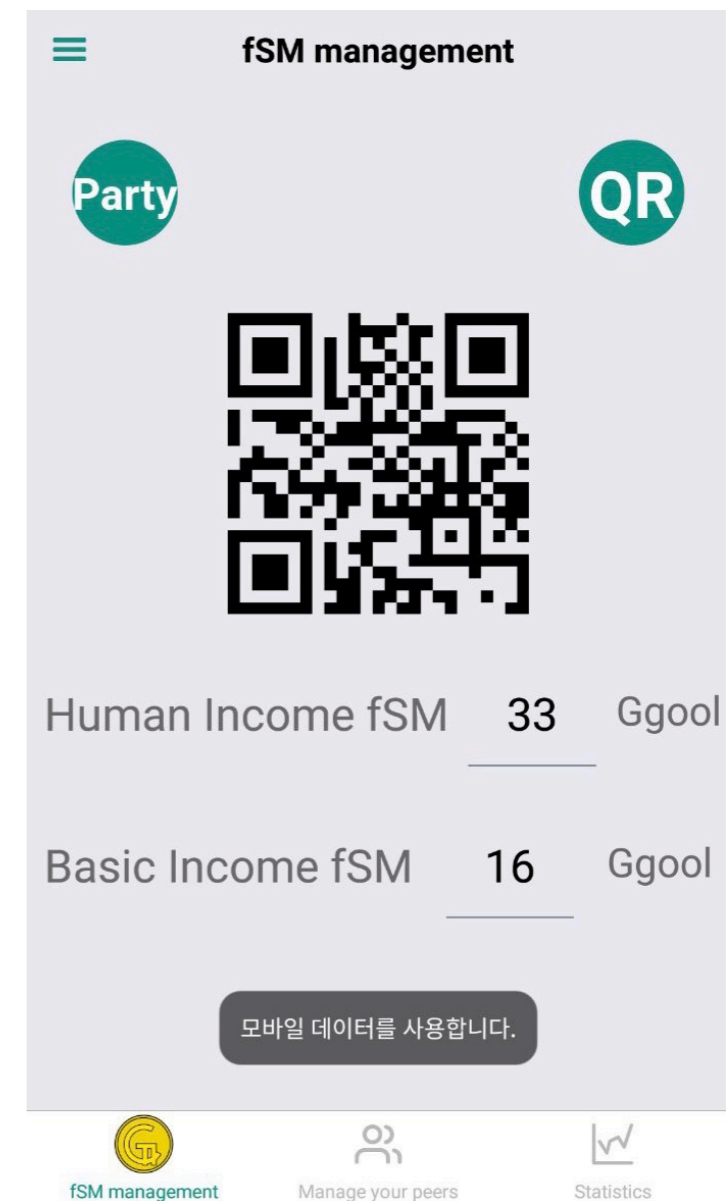 fSM management
Party
QR
Human Income fSM 33 Ggool
Basic Income fSM 16 Ggool
모바일 데이터를 사용합니다.
fSM management
Manage your peers
Statistics